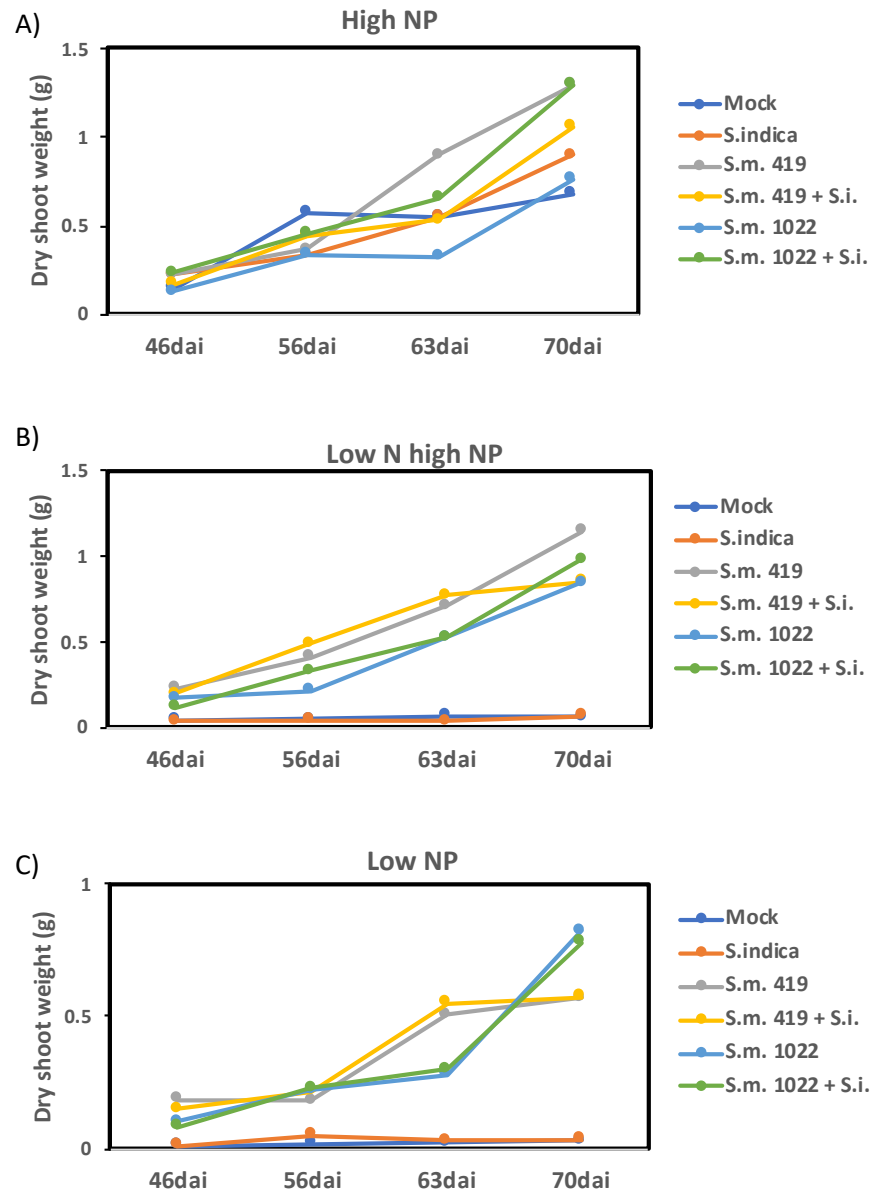 A)
High NP
Dry shoot weight (g)
1.5
1
0.5
0
46dai 56dai 63dai 70dai
Mock
S.indica
S.m. 419
S.m. 419 + S.i.
S.m. 1022
S.m. 1022 + S.i.
B)
Low N high NP
Dry shoot weight (g)
1.5
1
0.5
0
46dai 56dai 63dai 70dai
Mock
S.indica
S.m. 419
S.m. 419 + S.i.
S.m. 1022
S.m. 1022 + S.i.
C)
Low NP
Dry shoot weight (g)
1
0.5
0
46dai 56dai 63dai 70dai
Mock
S.indica
S.m. 419
S.m. 419 + S.i.
S.m. 1022
S.m. 1022 + S.i.